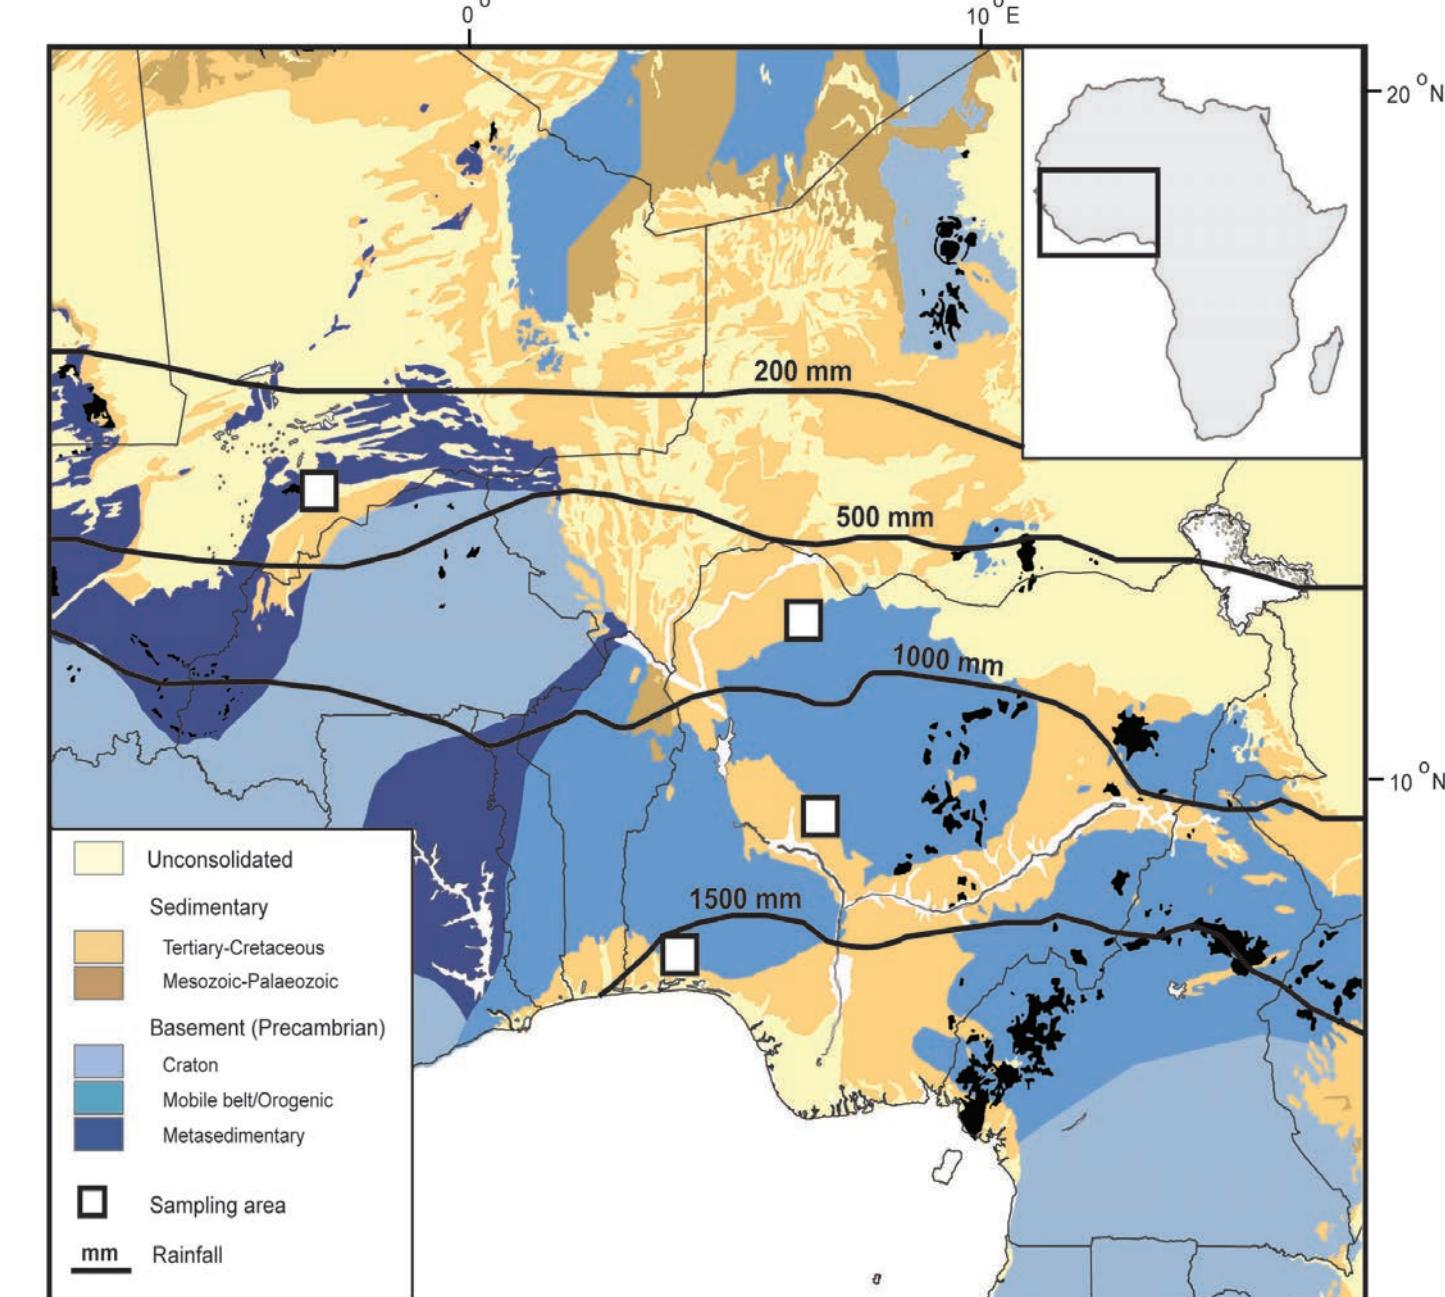 0 o
10 o E
20 o N
200 mm
500 mm
1000 mm
10 o N
1500 mm
Unconsolidated
Sedimentary
Tertiary-Cretaceous
Mesozoic-Palaeozoic
Basement (Precambrian)
Craton
Mobile belt/Orogenic
Metasedimentary
Sampling area
mm Rainfall